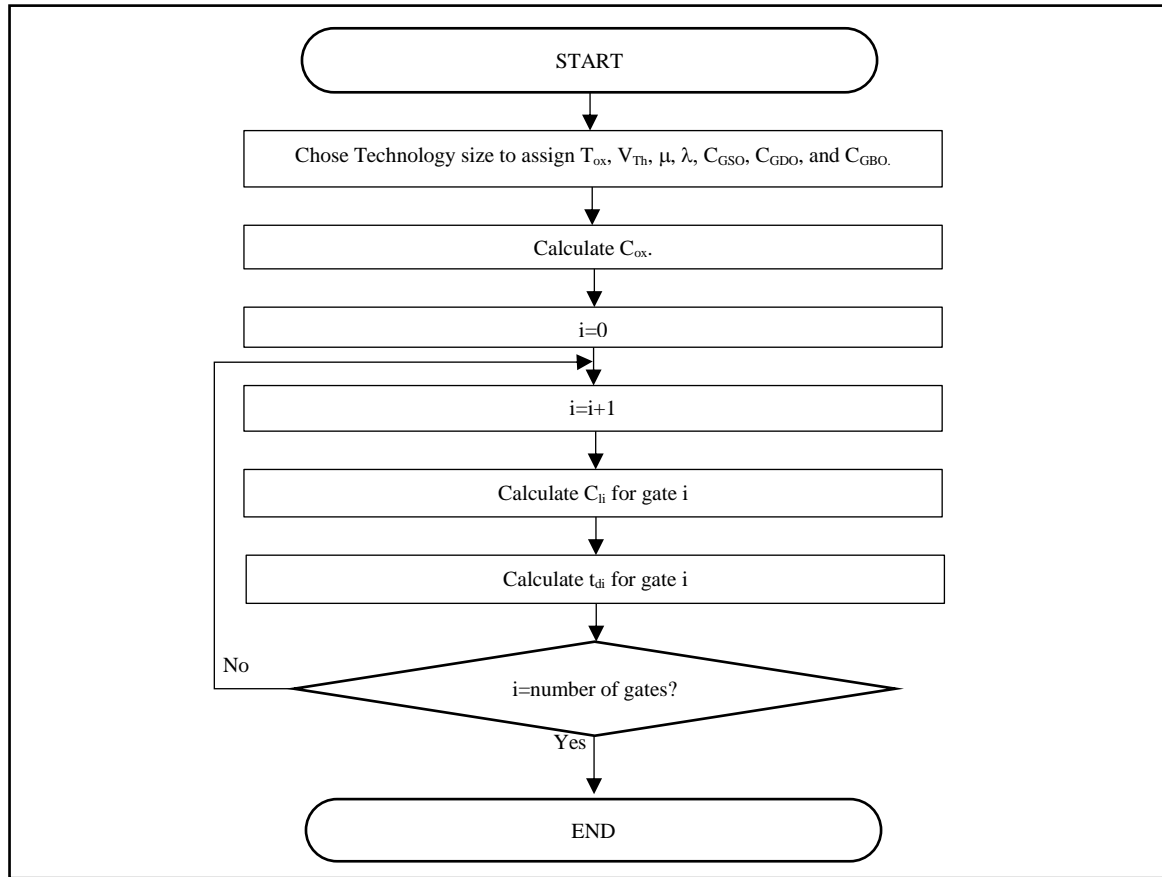 START
Chose Technology size to assign Tox, VTh, μ, λ, CGSO, CGDO, and CGBO.
Calculate Cox.
i=0
i=i+1
Calculate Cli for gate i
Calculate tdi for gate i
No
i=number of gates?
Yes
END